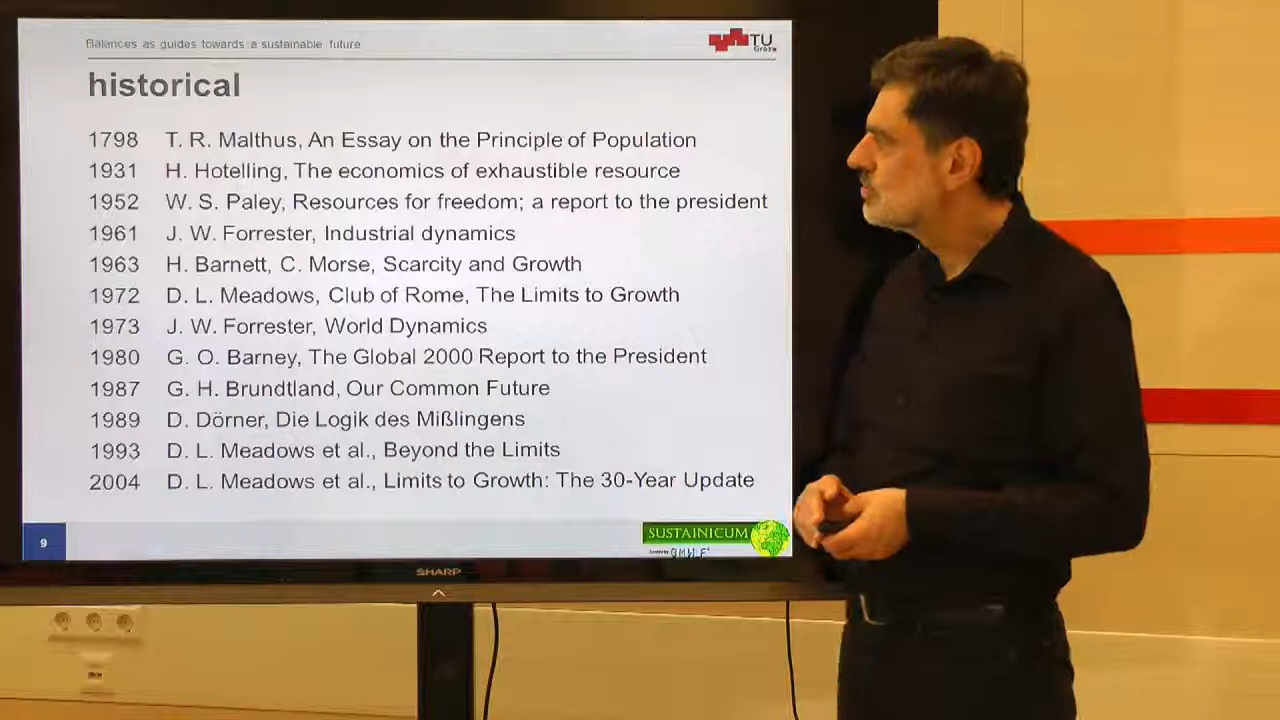 Balances as guides towards a sustainable future
TU
Graz
historical
1798 T. R. Malthus, An Essay on the Principle of Population
1931 H. Hotelling, The economics of exhaustible resource
1952 W. S. Paley, Resources for freedom; a report to the president
1961 J. W. Forrester, Industrial dynamics
1963 H. Barnett, C. Morse, Scarcity and Growth
1972 D. L. Meadows, Club of Rome, The Limits to Growth
1973 J. W. Forrester, World Dynamics
1980 G. O. Barney, The Global 2000 Report to the President
1987 G. H. Brundtland, Our Common Future
1989 D. Dörner, Die Logik des Mißlingens
1993 D. L. Meadows et al., Beyond the Limits
2004 D. L. Meadows et al., Limits to Growth: The 30-Year Update
9
SUSTAINICUM
SHARP